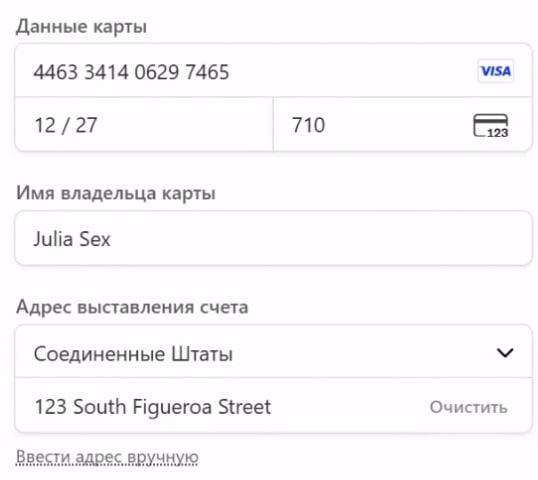 Данные карты
4463 3414 0629 7465 VISA
12 / 27 710 123
Имя владельца карты
Julia Sex
Адрес выставления счета
Соединенные Штаты
123 South Figueroa Street Очистить
Ввести адрес вручную